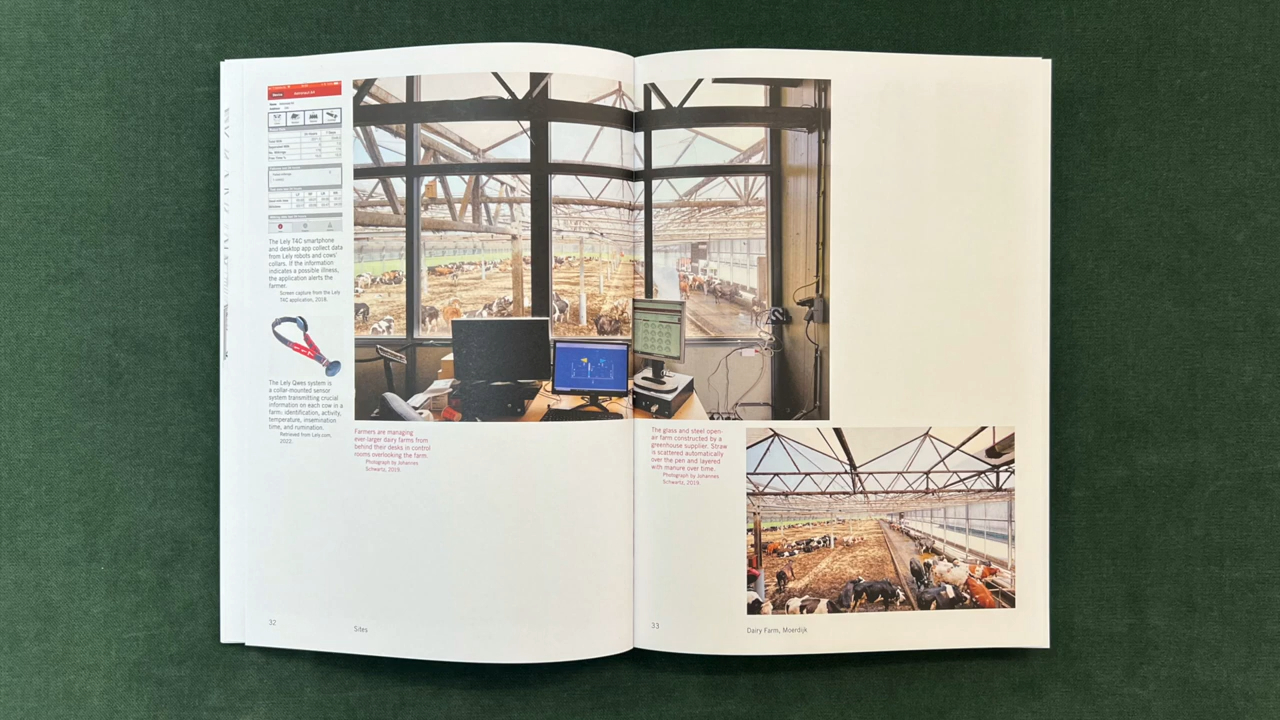 The Lely T4C smartphone
and desktop app collect data
from Lely robots and cows'
collars. If the information
indicates a possible illness,
the application alerts the
farmer.
Screen capture from the Lely
T4C application, 2018.
The Lely Qwes system is
a collar-mounted sensor
system transmitting crucial
information on each cow in a
farm: identification, activity,
temperature, insemination
time, and rumination.
Retrieved from Lely.com,
2022.
Farmers are managing
ever-larger dairy farms from
behind their desks in control
rooms overlooking the farm.
Photograph by Johannes
Schwartz, 2019.
32
Sites
The glass and steel open-
air farm constructed by a
greenhouse supplier. Straw
is scattered automatically
over the pen and layered
with manure over time.
Photograph by Johannes
Schwartz, 2019.
33
Dairy Farm, Moerdijk